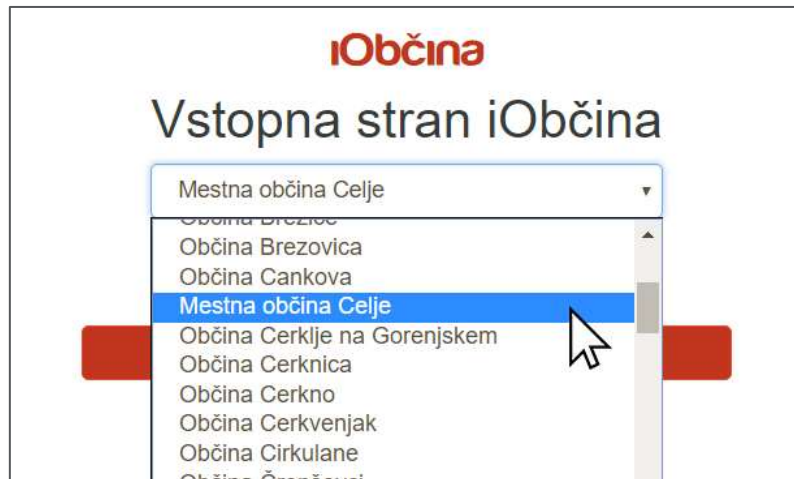 iObčina
Vstopna stran iObčina
Mestna občina Celje
Občina Brezovica
Občina Cankova
Mestna občina Celje
Občina Cerklje na Gorenjskem
Občina Cerknica
Občina Cerkno
Občina Cerkvenjak
Občina Cirkulane